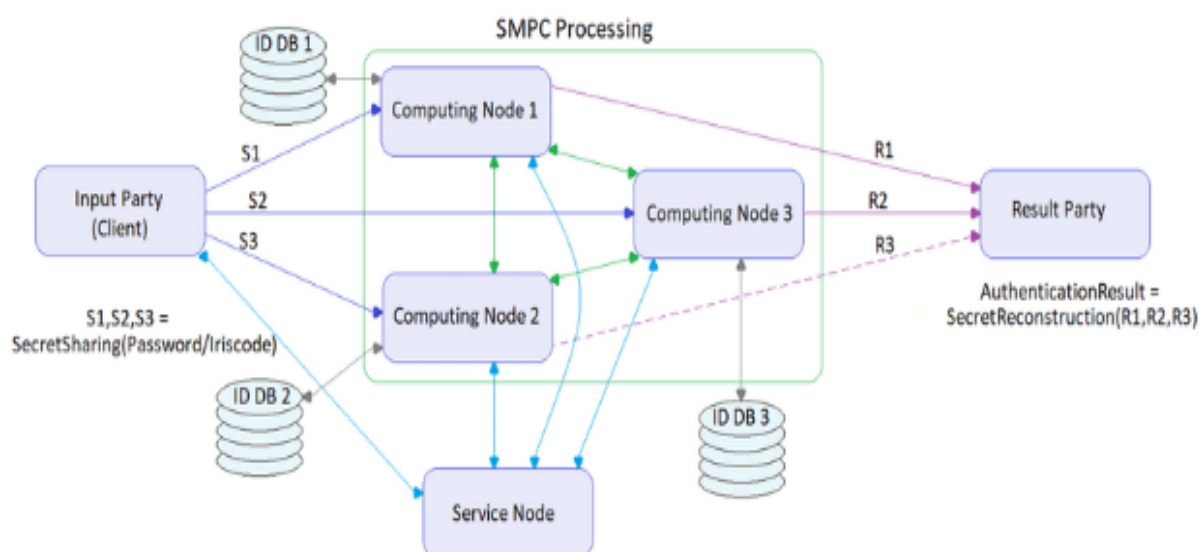 SMPC Processing
ID DB 1
Computing Node 1
S1
R1
Input Party
(Client)
S2
Computing Node 3
R2
Result Party
S3
R3
Computing Node 2
S1,S2,S3 =
SecretSharing(Password/Iriscode)
AuthenticationResult =
SecretReconstruction(R1,R2,R3)
ID DB 2
ID DB 3
Service Node